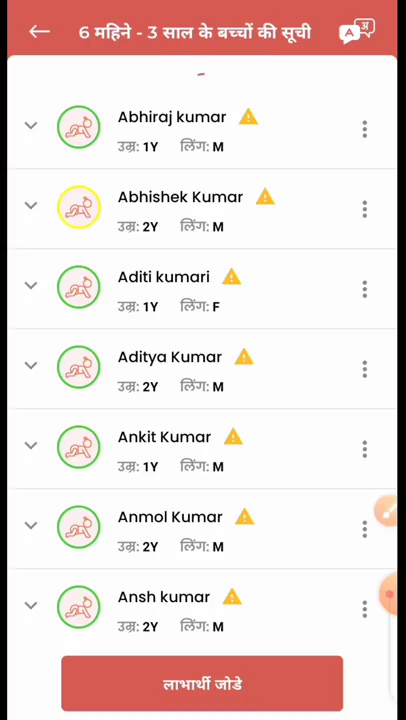 6 महिने - 3 साल के बच्चों की सूची
A अ
Abhiraj kumar
उम्र: 1Y लिंग: M
Abhishek Kumar
उम्र: 2Y लिंग: M
Aditi kumari
उम्र: 1Y लिंग: F
Aditya Kumar
उम्र: 2Y लिंग: M
Ankit Kumar
उम्र: 1Y लिंग: M
Anmol Kumar
उम्र: 2Y लिंग: M
Ansh kumar
उम्र: 2Y लिंग: M
लाभार्थी जोडे